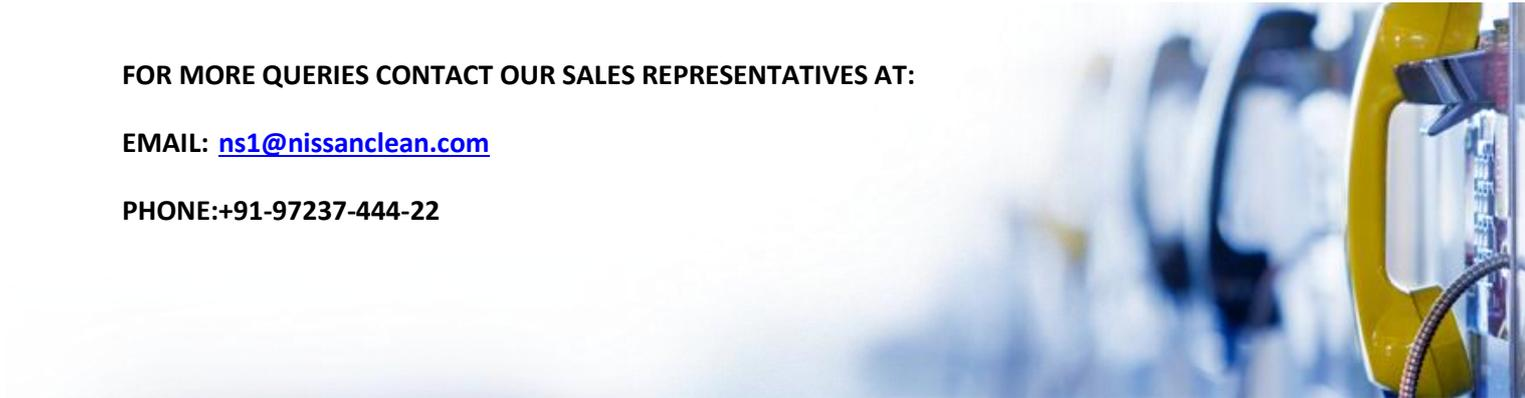 FOR MORE QUERIES CONTACT OUR SALES REPRESENTATIVES AT:
EMAIL: ns1@nissanclean.com
PHONE:+91-97237-444-22